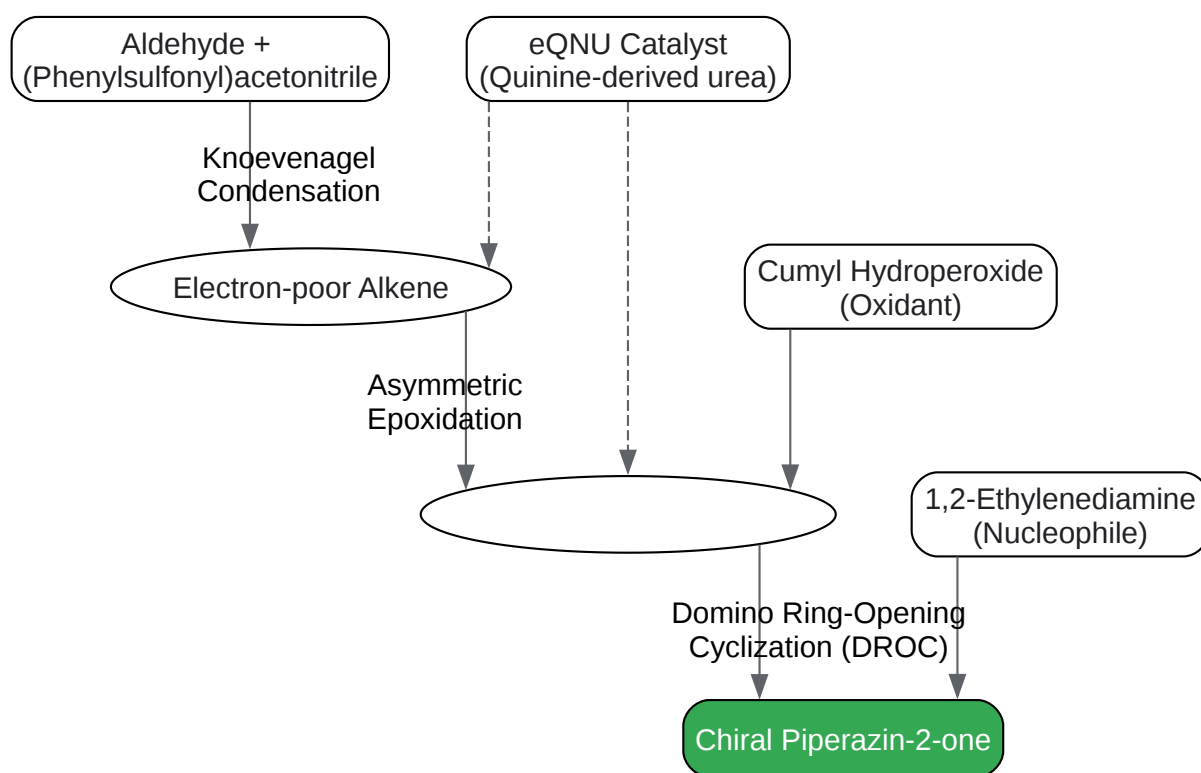 Aldehyde +
(Phenylsulfonyl)acetonitrile
eQNU Catalyst
(Quinine-derived urea)
Knoevenagel
Condensation
Electron-poor Alkene
Cumyl Hydroperoxide
(Oxidant)
Asymmetric
Epoxidation
1,2-Ethylenediamine
(Nucleophile)
Domino Ring-Opening
Cyclization (DROC)
Chiral Piperazin-2-one